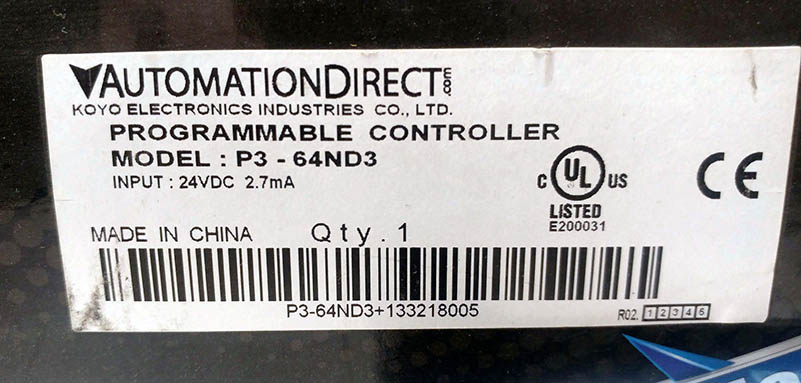 AUTOMATIONDIRECT.COM
KOYO ELECTRONICS INDUSTRIES CO., LTD.
PROGRAMMABLE CONTROLLER
MODEL : P3 - 64ND3
INPUT : 24VDC 2.7mA
C UL US
LISTED
E200031
CE
MADE IN CHINA Qty. 1
P3-64ND3+133218005
R02. 1 2 3 4 5